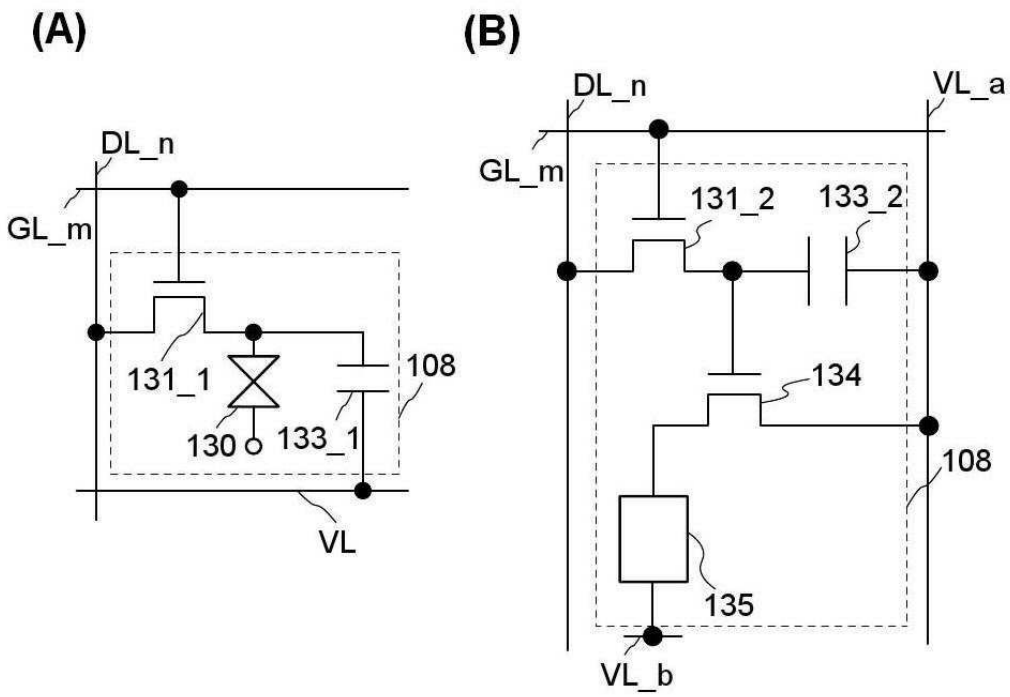 (A)
DL_n
GL_m
131_1
130
133_1
108
VL
(B)
DL_n
VL_a
GL_m
131_2
133_2
134
108
135
VL_b